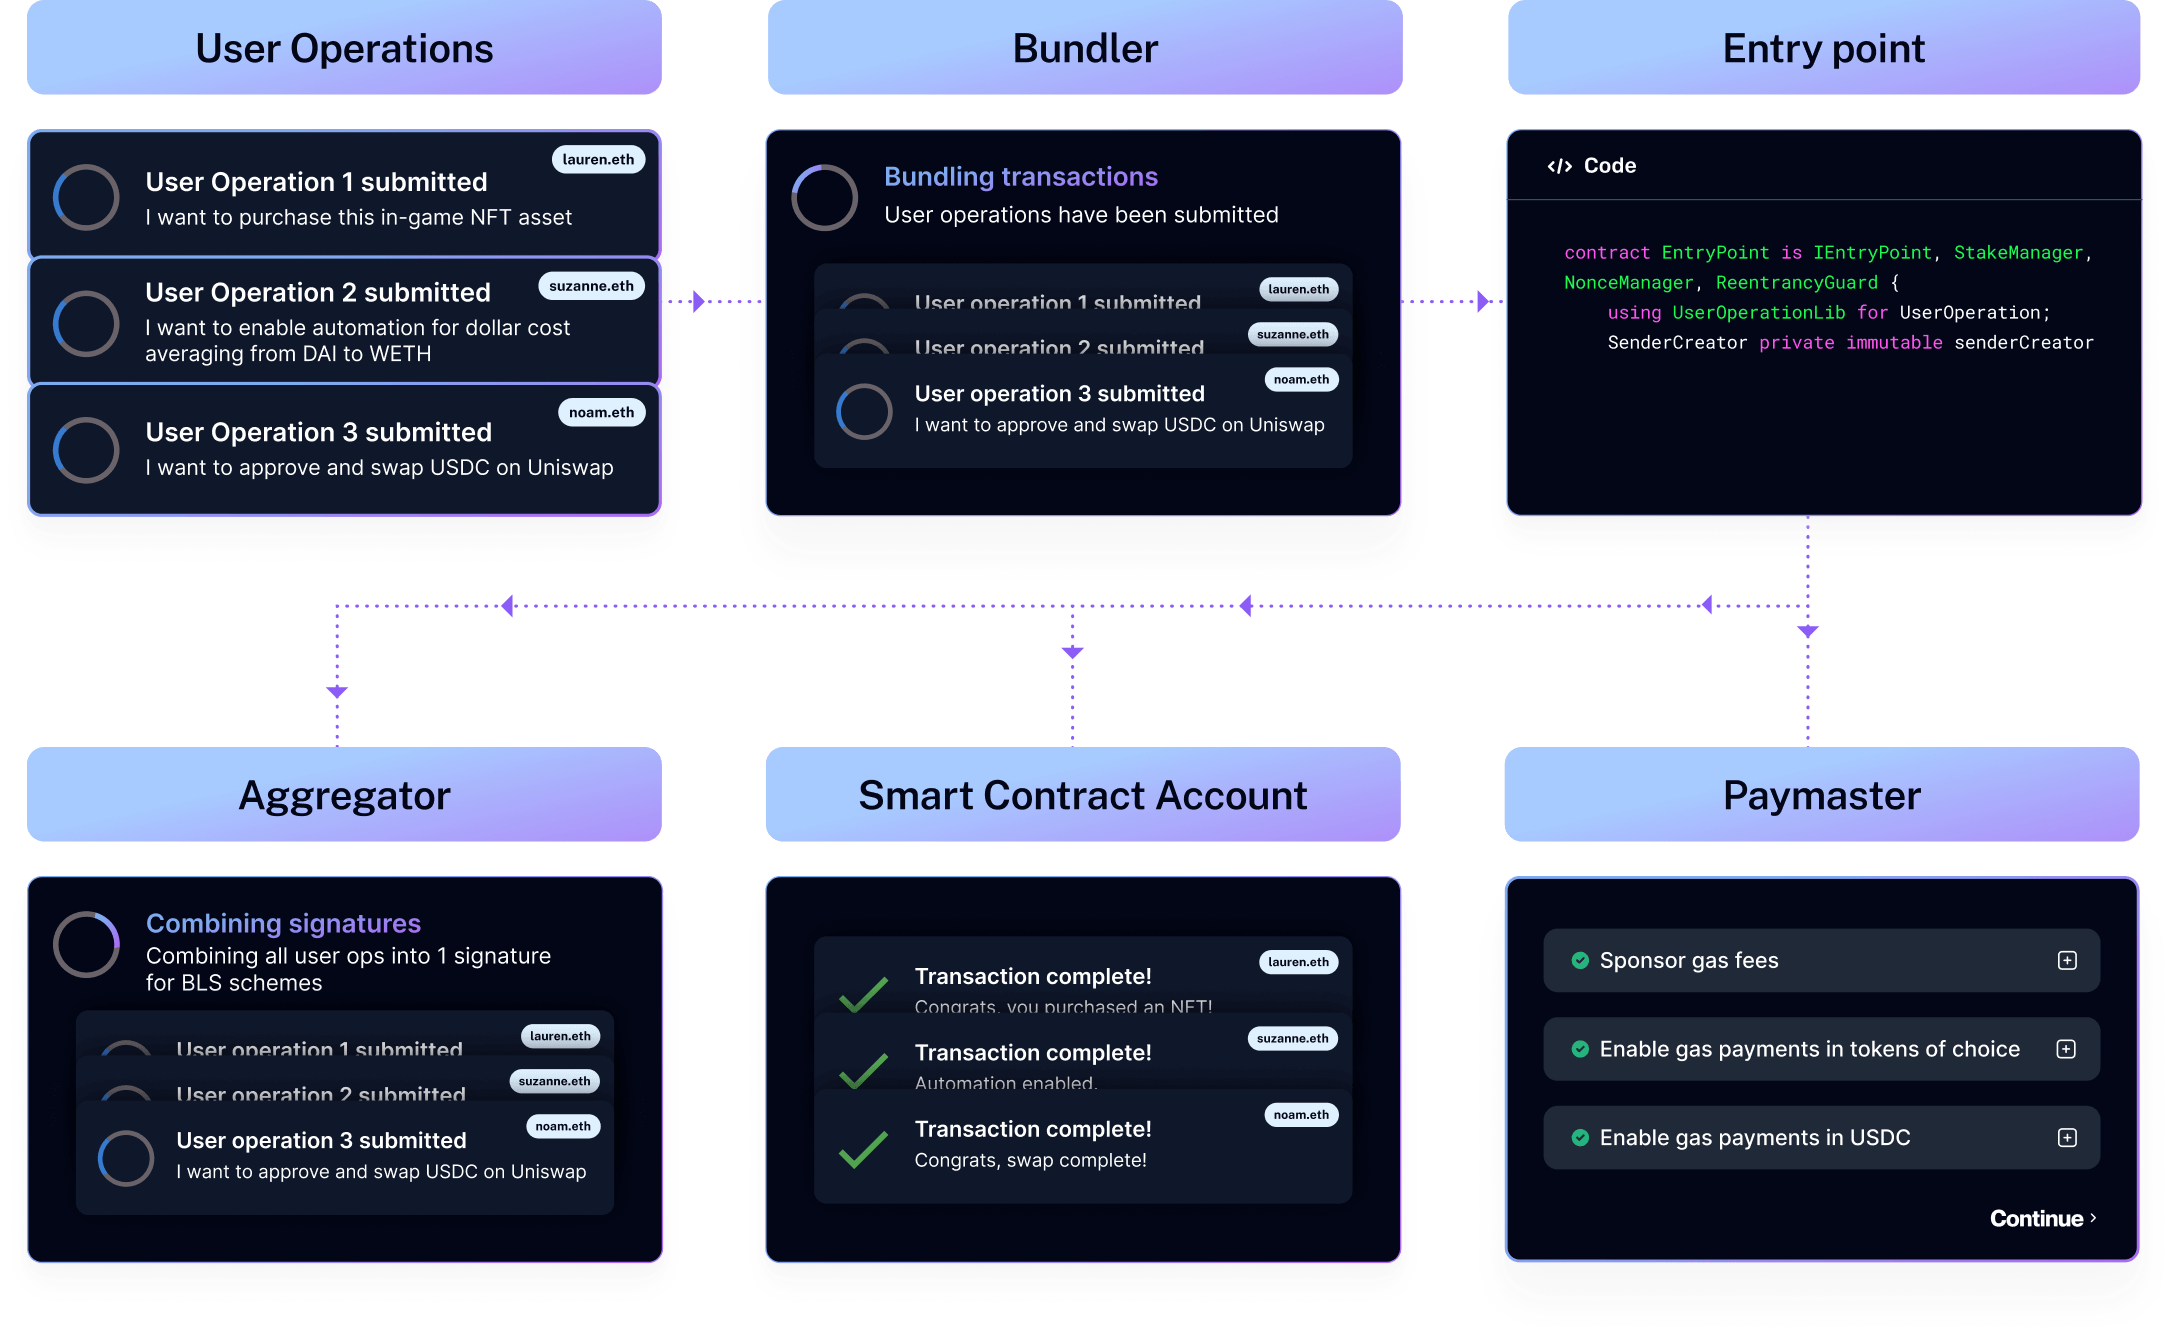 User Operations
Bundler
Entry point
lauren.eth
User Operation 1 submitted
I want to purchase this in-game NFT asset
suzanne.eth
User Operation 2 submitted
I want to enable automation for dollar cost
averaging from DAI to WETH
noam.eth
User Operation 3 submitted
I want to approve and swap USDC on Uniswap
Bundling transactions
User operations have been submitted
lauren.eth
User operation 1 submitted
suzanne.eth
User operation 2 submitted
noam.eth
User operation 3 submitted
I want to approve and swap USDC on Uniswap
</> Code
contract EntryPoint is IEntryPoint, StakeManager,
NonceManager, ReentrancyGuard {
using UserOperationLib for UserOperation;
SenderCreator private immutable senderCreator
Aggregator
Smart Contract Account
Paymaster
Combining signatures
Combining all user ops into 1 signature
for BLS schemes
lauren.eth
User operation 1 submitted
suzanne.eth
User operation 2 submitted
noam.eth
User operation 3 submitted
I want to approve and swap USDC on Uniswap
lauren.eth
Transaction complete!
Congrats, you purchased an NFT!
suzanne.eth
Transaction complete!
Automation enabled.
noam.eth
Transaction complete!
Congrats, swap complete!
Sponsor gas fees
Enable gas payments in tokens of choice
Enable gas payments in USDC
Continue >